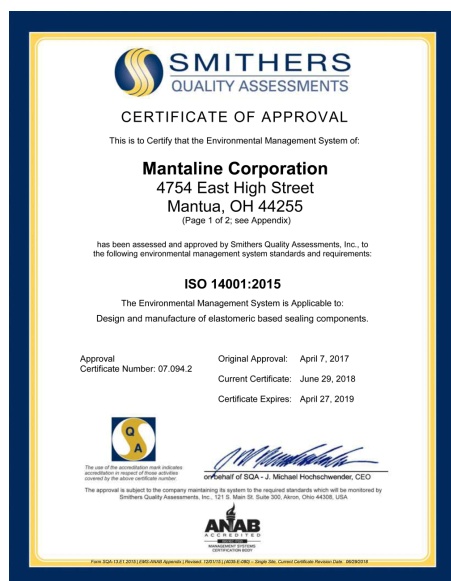 SMITHERS
QUALITY ASSESSMENTS
CERTIFICATE OF APPROVAL
This is to Certify that the Environmental Management System of:
Mantaline Corporation
4754 East High Street
Mantua, OH 44255
(Page 1 of 2; see Appendix)
has been assessed and approved by Smithers Quality Assessments, Inc., to
the following environmental management system standards and requirements:
ISO 14001:2015
The Environmental Management System is Applicable to:
Design and manufacture of elastomeric based sealing components.
Approval
Certificate Number: 07.094.2
Original Approval: April 7, 2017
Current Certificate: June 29, 2018
Certificate Expires: April 27, 2019
Q
A
The use of the accreditation mark indicates
accreditation in respect of those activities
covered by the above certificate number.
on behalf of SQA - J. Michael Hochschwender, CEO
The approval is subject to the company maintaining its system to the required standards which will be monitored by
Smithers Quality Assessments, Inc., 121 S. Main St. Suite 300, Akron, Ohio 44308, USA
ANAB
ACCREDITED
MANAGEMENT SYSTEMS
CERTIFICATION BODY